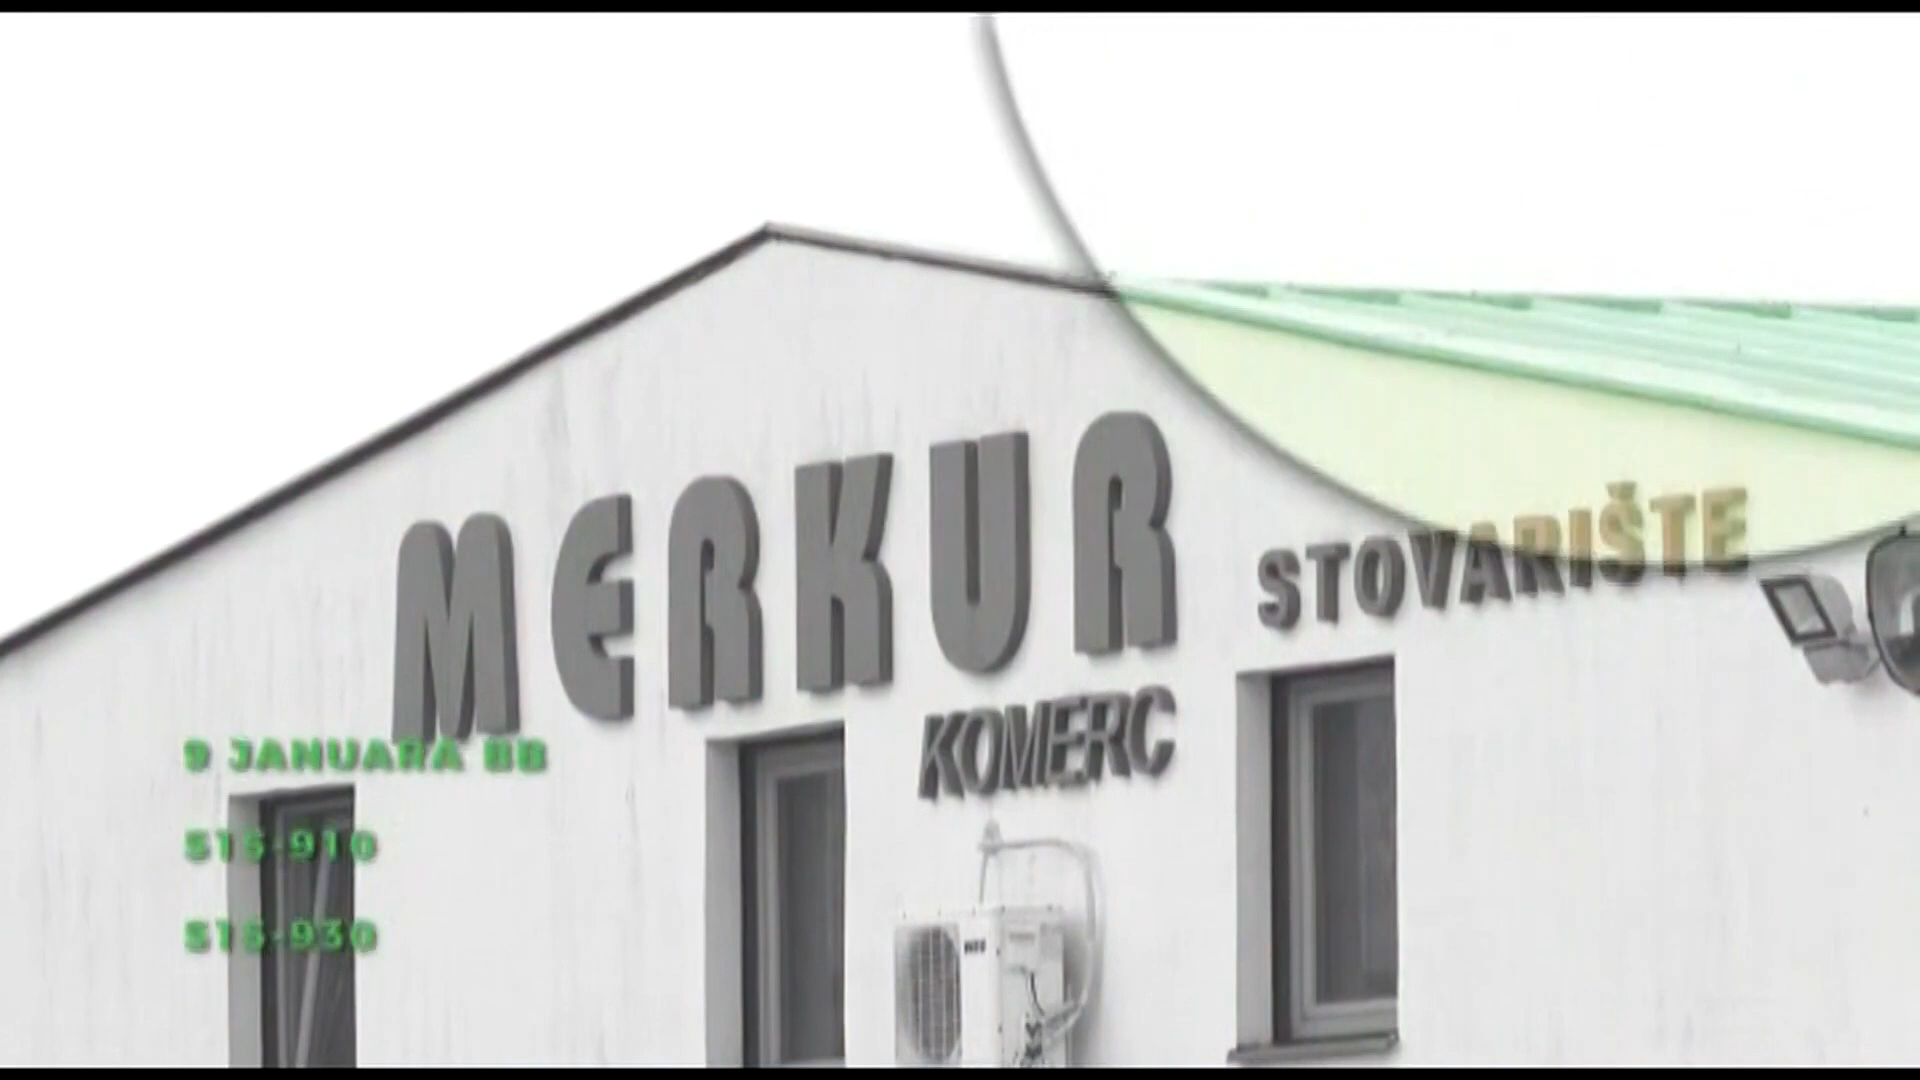 MERKUR
STOVARIŠTE
KOMERC
9 JANUARA BB
515-910
515-930